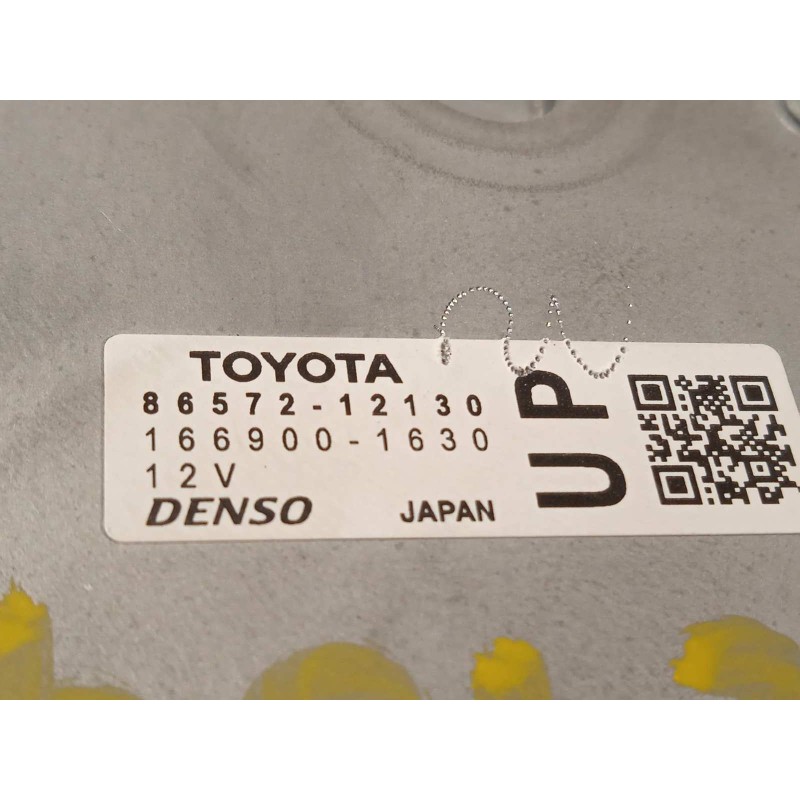 TOYOTA
86572-12130
166900-1630
12V
DENSO JAPAN
UP